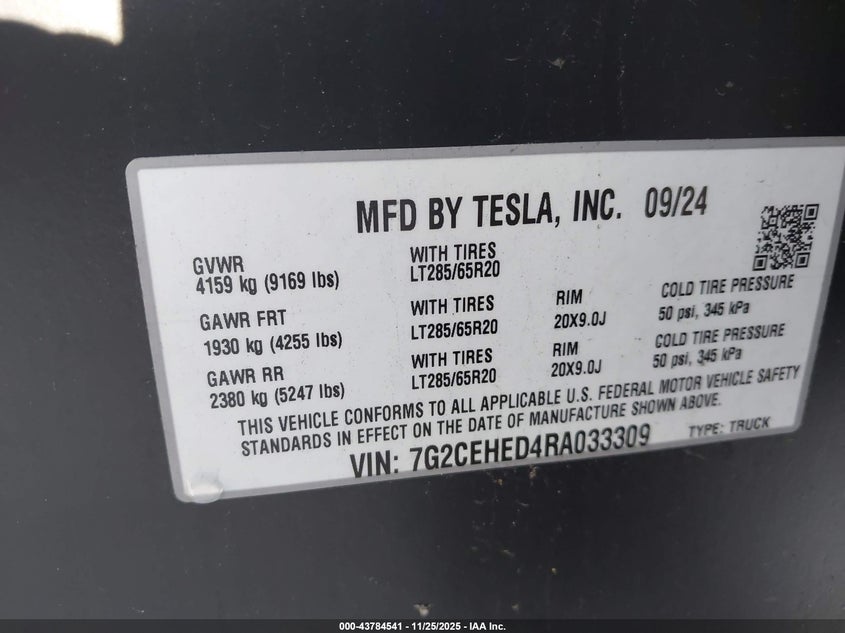 MFD BY TESLA, INC. 09/24
GVWR
4159 kg (9169 lbs)
WITH TIRES
LT285/65R20
GAWR FRT
1930 kg (4255 lbs)
WITH TIRES
LT285/65R20
RIM
20X9.0J
COLD TIRE PRESSURE
50 psi, 345 kPa
GAWR RR
2380 kg (5247 lbs)
WITH TIRES
LT285/65R20
RIM
20X9.0J
COLD TIRE PRESSURE
50 psi, 345 kPa
THIS VEHICLE CONFORMS TO ALL APPLICABLE U.S. FEDERAL MOTOR VEHICLE SAFETY
STANDARDS IN EFFECT ON THE DATE OF MANUFACTURE SHOWN ABOVE.
VIN: 7G2CEHED4RA033309 TYPE: TRUCK
000-43784541 | 11/25/2025 - IAA Inc.